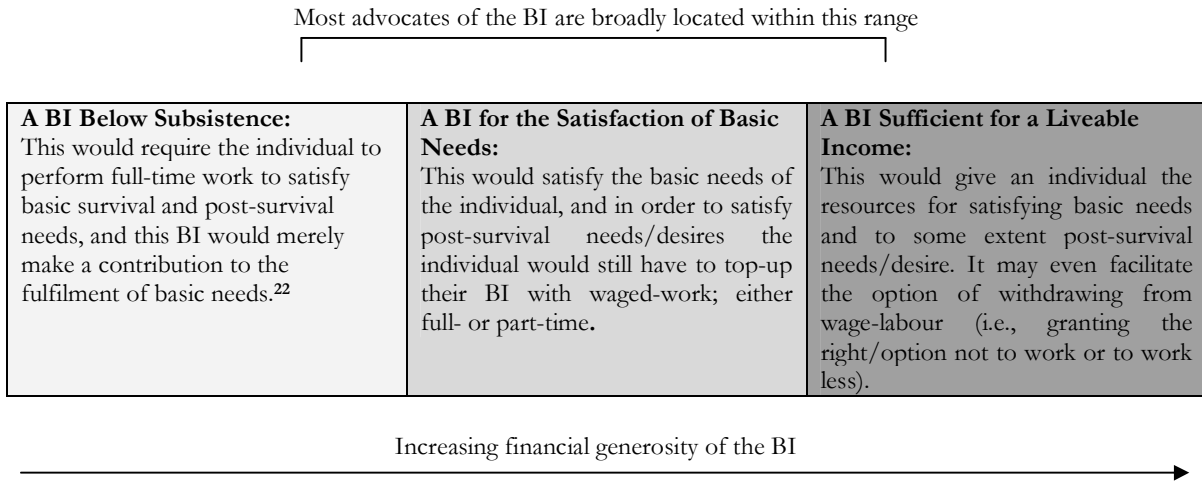 Most advocates of the BI are broadly located within this range
A BI Below Subsistence:
This would require the individual to
perform full-time work to satisfy
basic survival and post-survival
needs, and this BI would merely
make a contribution to the
fulfilment of basic needs.22
A BI for the Satisfaction of Basic
Needs:
This would satisfy the basic needs of
the individual, and in order to satisfy
post-survival needs/desires the
individual would still have to top-up
their BI with waged-work; either
full- or part-time.
A BI Sufficient for a Liveable
Income:
This would give an individual the
resources for satisfying basic needs
and to some extent post-survival
needs/desire. It may even facilitate
the option of withdrawing from
wage-labour (i.e., granting the
right/option not to work or to work
less).
Increasing financial generosity of the BI